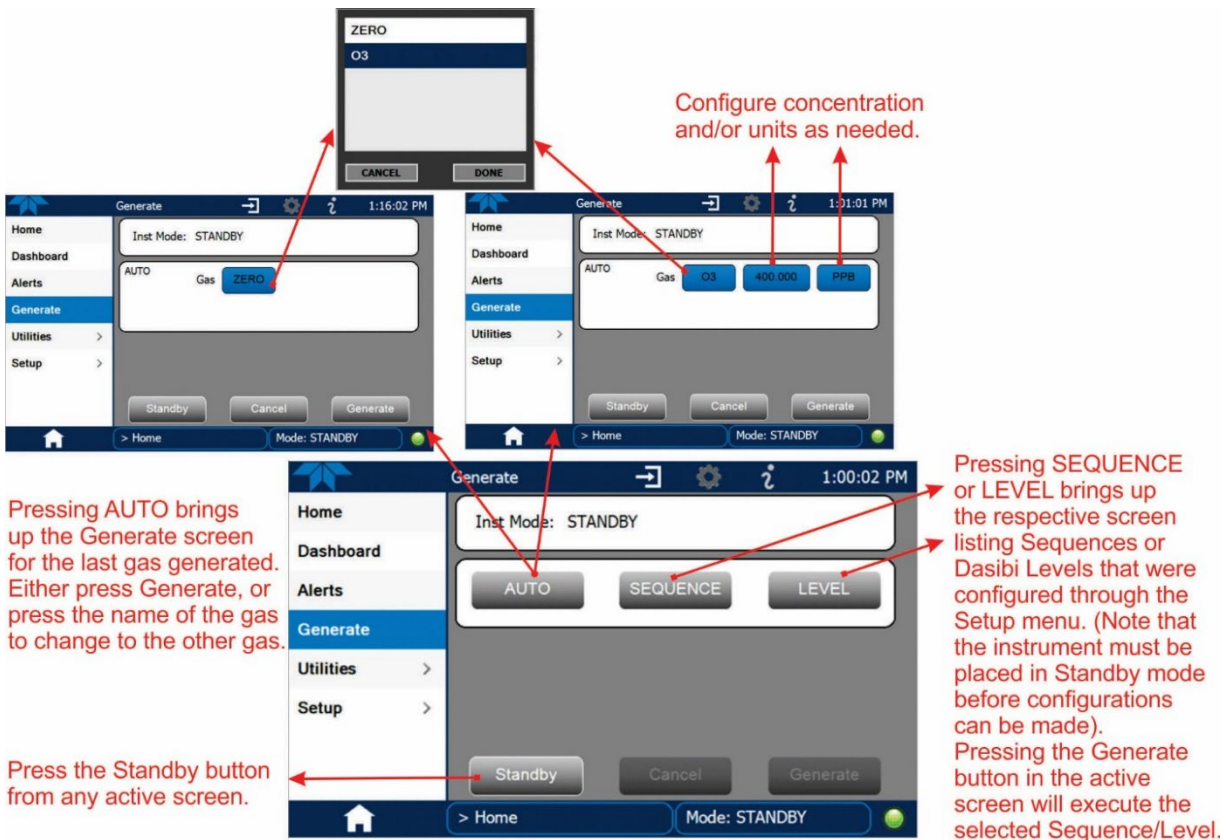 ZERO
O3
CANCEL
DONE
Configure concentration
and/or units as needed.
Generate
1:16:02 PM
Home
Dashboard
Alerts
Generate
Utilities >
Setup >
Inst Mode: STANDBY
AUTO
Gas ZERO
Standby
Cancel
Generate
> Home
Mode: STANDBY
Generate
1:01:01 PM
Home
Dashboard
Alerts
Generate
Utilities >
Setup >
Inst Mode: STANDBY
AUTO
Gas O3 400.000 PPB
Standby
Cancel
Generate
> Home
Mode: STANDBY
Pressing AUTO brings
up the Generate screen
for the last gas generated.
Either press Generate, or
press the name of the gas
to change to the other gas.
Press the Standby button
from any active screen.
Generate
1:00:02 PM
Home
Dashboard
Alerts
Generate
Utilities >
Setup >
Inst Mode: STANDBY
AUTO
SEQUENCE
LEVEL
Standby
Cancel
Generate
> Home
Mode: STANDBY
Pressing SEQUENCE
or LEVEL brings up
the respective screen
listing Sequences or
Dasibi Levels that were
configured through the
Setup menu. (Note that
the instrument must be
placed in Standby mode
before configurations
can be made).
Pressing the Generate
button in the active
screen will execute the
selected Sequence/Level.